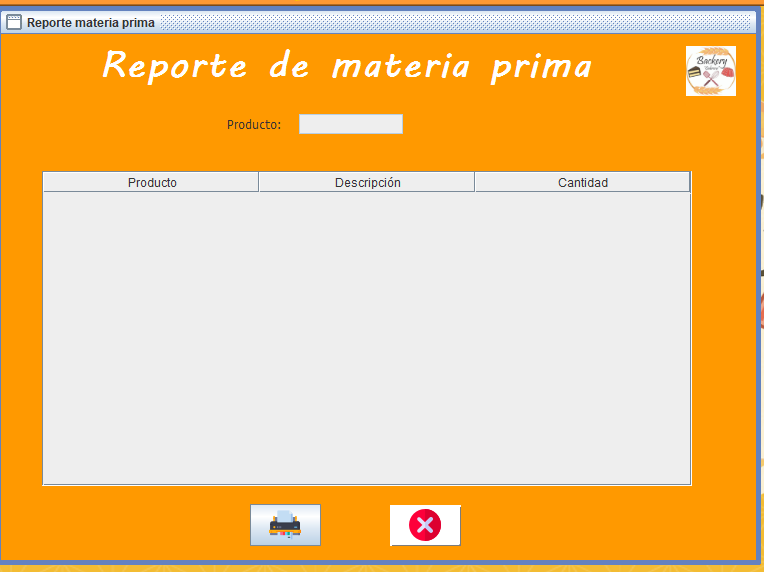 Reporte materia prima
Reporte de materia prima
Backery
Producto:
Producto Descripción Cantidad